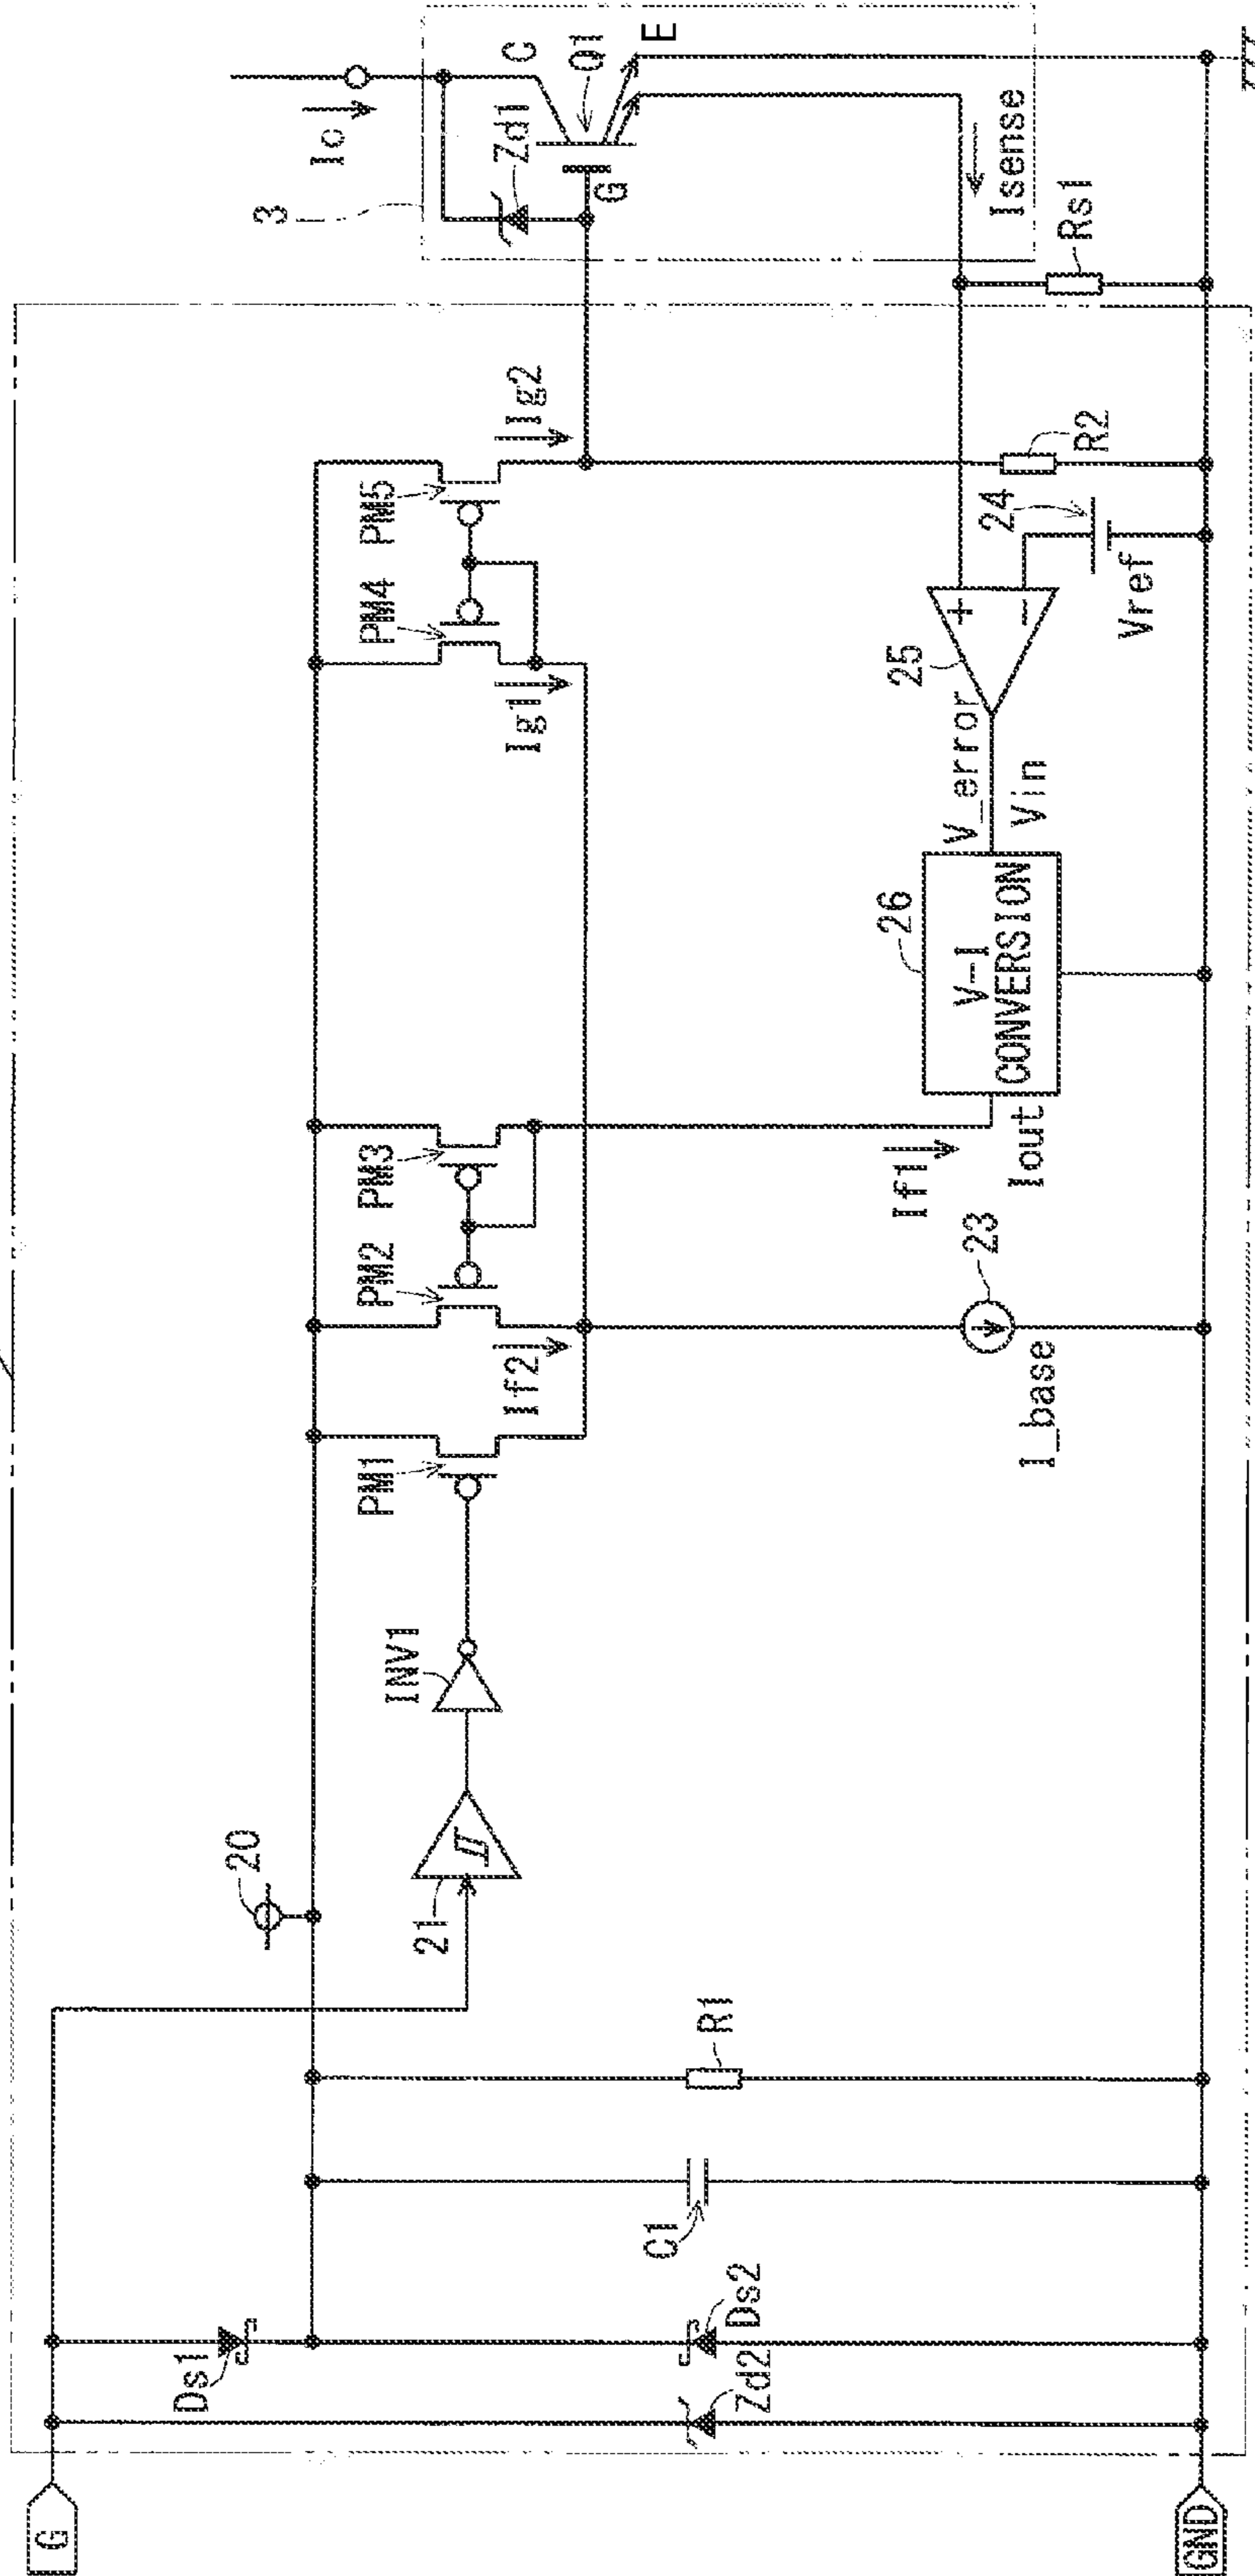 G
GND
Ds1
Zd2
Ds2
C1
R1
20
21
INV1
PM1
PM2
PM3
If2
I_base
23
If1
Iout
26
V-I
CONVERSION
V_error
Vin
25
+
−
Vref
24
R2
PM4
PM5
Ig1
Ig2
3
Ic
Zd1
C
Q1
G
E
Isense
Rs1